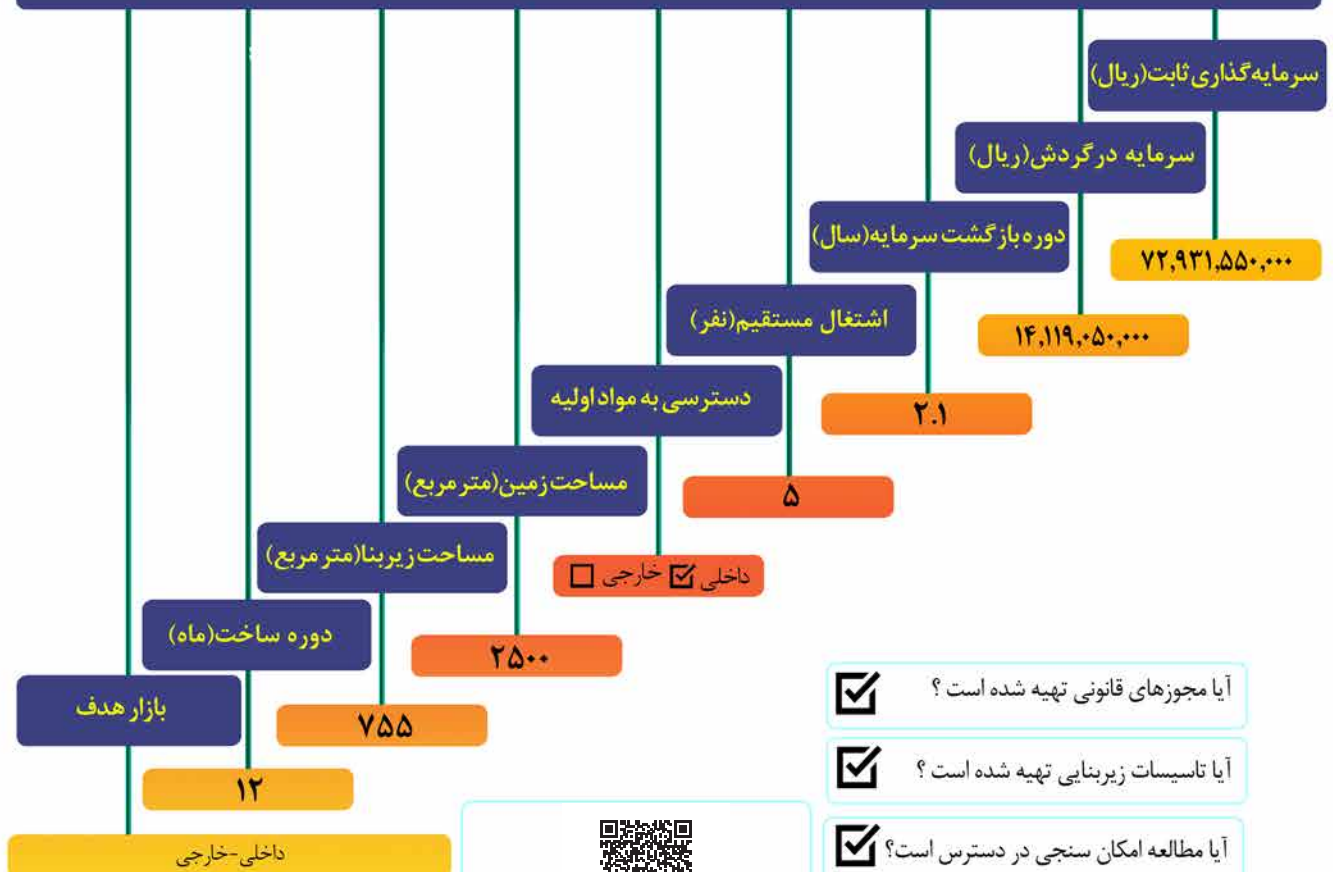 سرمایه‌گذاری ثابت(ریال)
۷۲,۹۳۱,۵۵۰,۰۰۰
سرمایه در گردش(ریال)
۱۴,۱۱۹,۰۵۰,۰۰۰
دوره بازگشت سرمایه(سال)
۲.۱
اشتغال مستقیم(نفر)
۵
دسترسی به مواد اولیه
داخلی ☑ خارجی ☐
مساحت زمین(متر مربع)
۲۵۰۰
مساحت زیربنا(متر مربع)
۷۵۵
دوره ساخت(ماه)
۱۲
بازار هدف
داخلی-خارجی
آیا مجوزهای قانونی تهیه شده است ؟ ☑
آیا تاسیسات زیربنایی تهیه شده است ؟ ☑
آیا مطالعه امکان سنجی در دسترس است؟ ☑